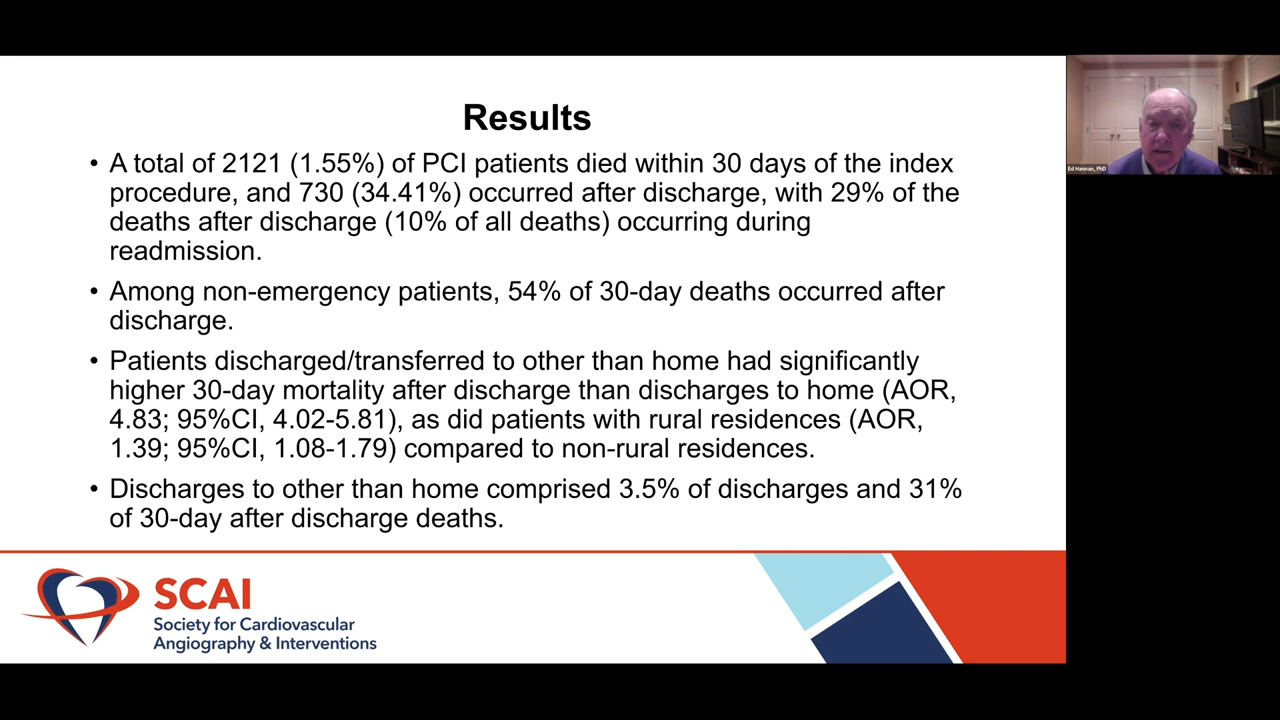 Results
• A total of 2121 (1.55%) of PCI patients died within 30 days of the index
procedure, and 730 (34.41%) occurred after discharge, with 29% of the
deaths after discharge (10% of all deaths) occurring during
readmission.
• Among non-emergency patients, 54% of 30-day deaths occurred after
discharge.
• Patients discharged/transferred to other than home had significantly
higher 30-day mortality after discharge than discharges to home (AOR,
4.83; 95%CI, 4.02-5.81), as did patients with rural residences (AOR,
1.39; 95%CI, 1.08-1.79) compared to non-rural residences.
• Discharges to other than home comprised 3.5% of discharges and 31%
of 30-day after discharge deaths.
SCAI
Society for Cardiovascular
Angiography & Interventions
Ed Hannan, PhD